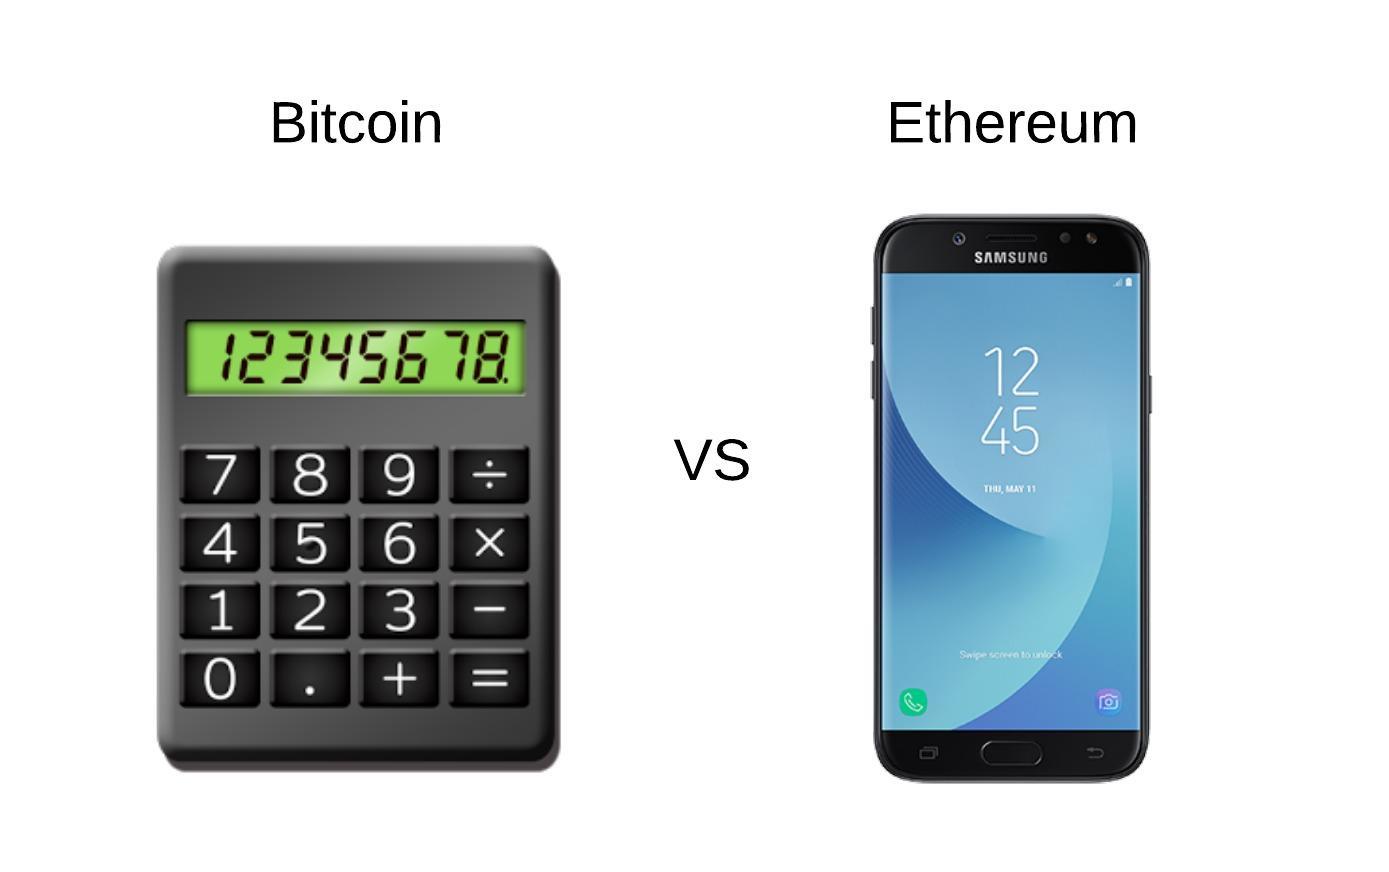 Bitcoin
Ethereum
VS
12345678.
7 8 9 ÷
4 5 6 ×
1 2 3 −
0 . + =
SAMSUNG
12
45
THU, MAY 11
Swipe screen to unlock